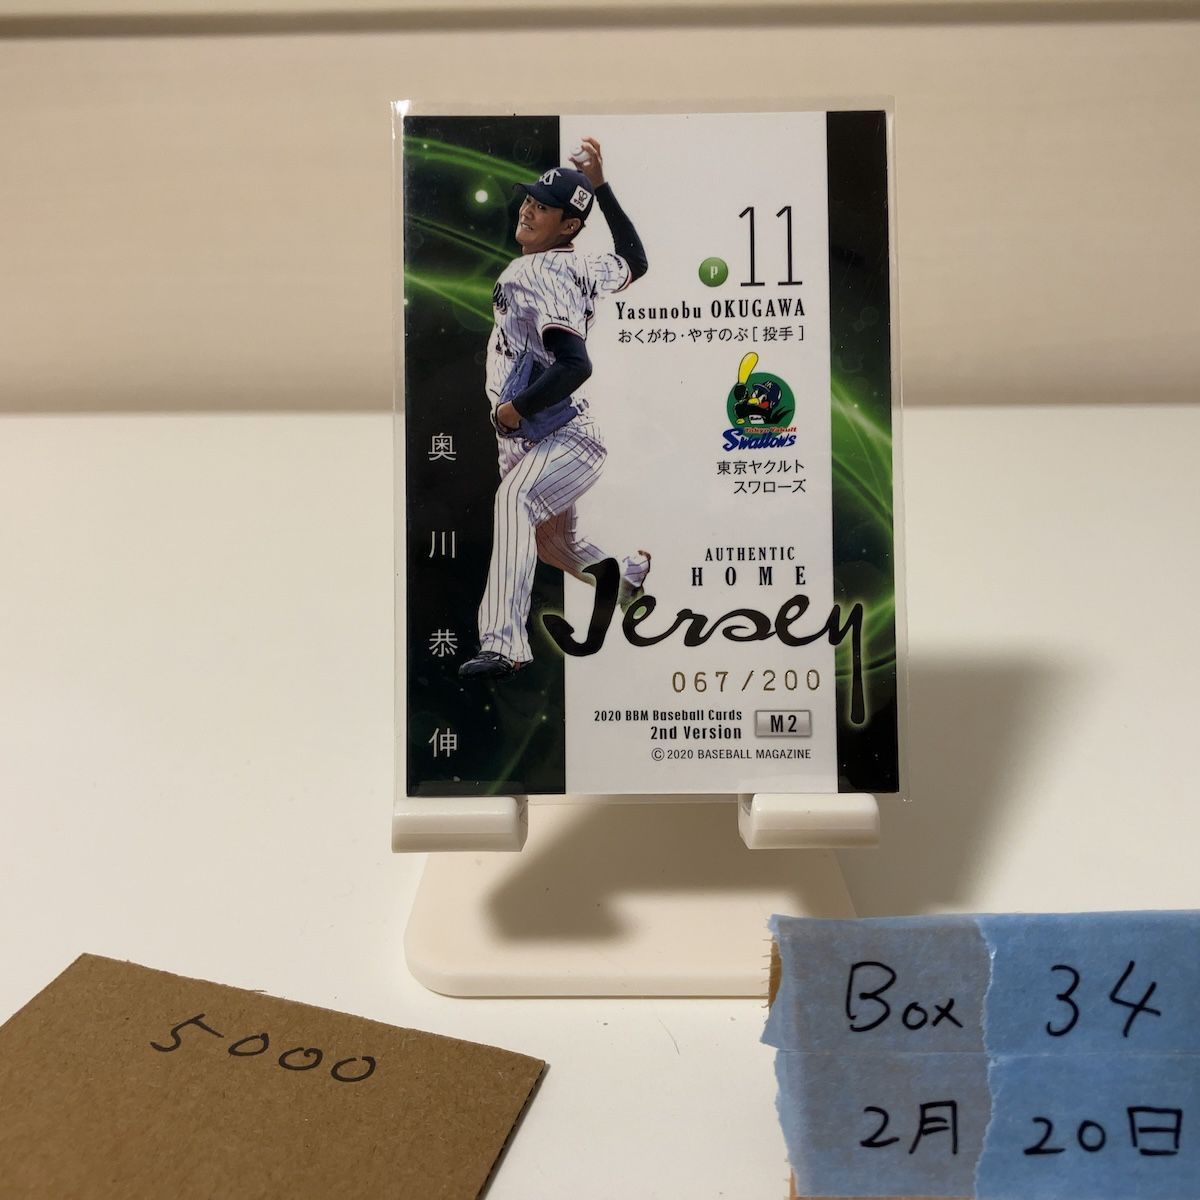 11
P
Yasunobu OKUGAWA
おくがわ・やすのぶ[ 投手 ]
Tokyo Yakult
Swallows
東京ヤクルト
スワローズ
奥川恭伸
AUTHENTIC
HOME
Jersey
067/200
2020 BBM Baseball Cards
2nd Version
M2
© 2020 BASEBALL MAGAZINE
5000
Box 34
2月 20日